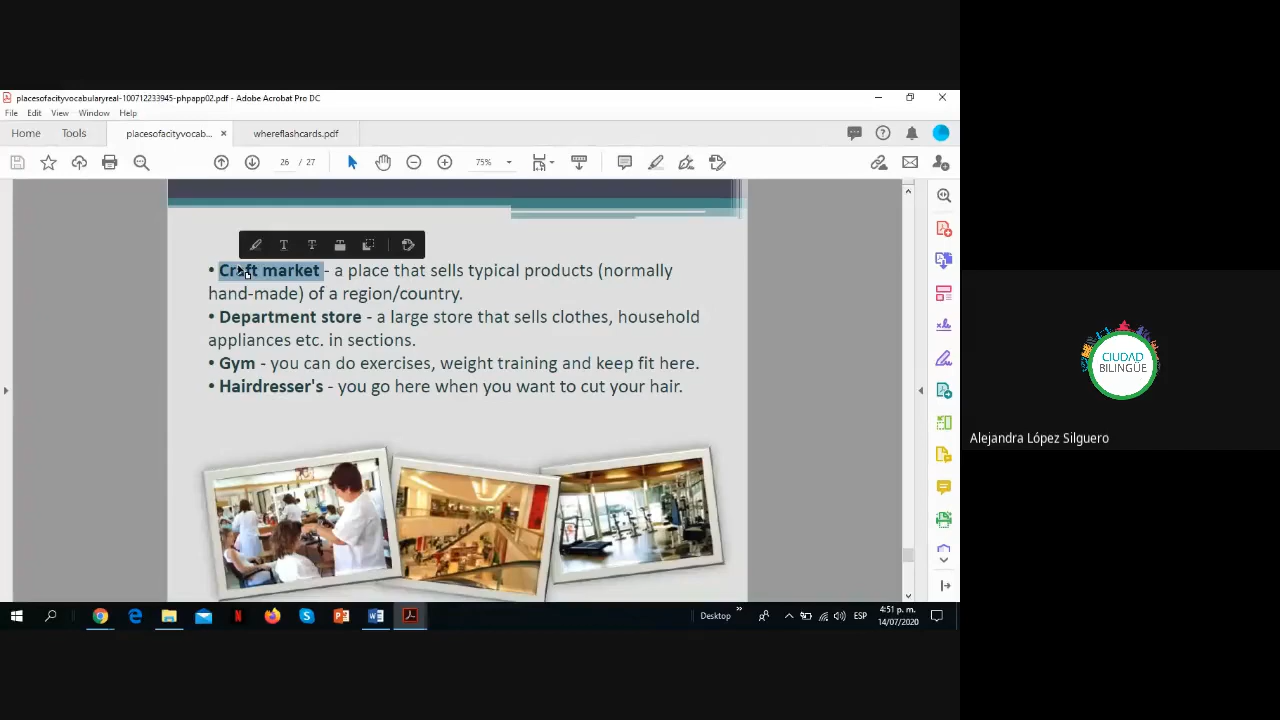 placesofacityvocabularyreal-100712233945-phpapp02.pdf - Adobe Acrobat Pro DC
File Edit View Window Help
Home Tools placesofacityvocab... × whereflashcards.pdf
26 / 27 75%
• Craft market - a place that sells typical products (normally
hand-made) of a region/country.
• Department store - a large store that sells clothes, household
appliances etc. in sections.
• Gym - you can do exercises, weight training and keep fit here.
• Hairdresser's - you go here when you want to cut your hair.
CIUDAD
BILINGÜE
Alejandra López Silguero
Desktop » ESP 4:51 p. m.
14/07/2020